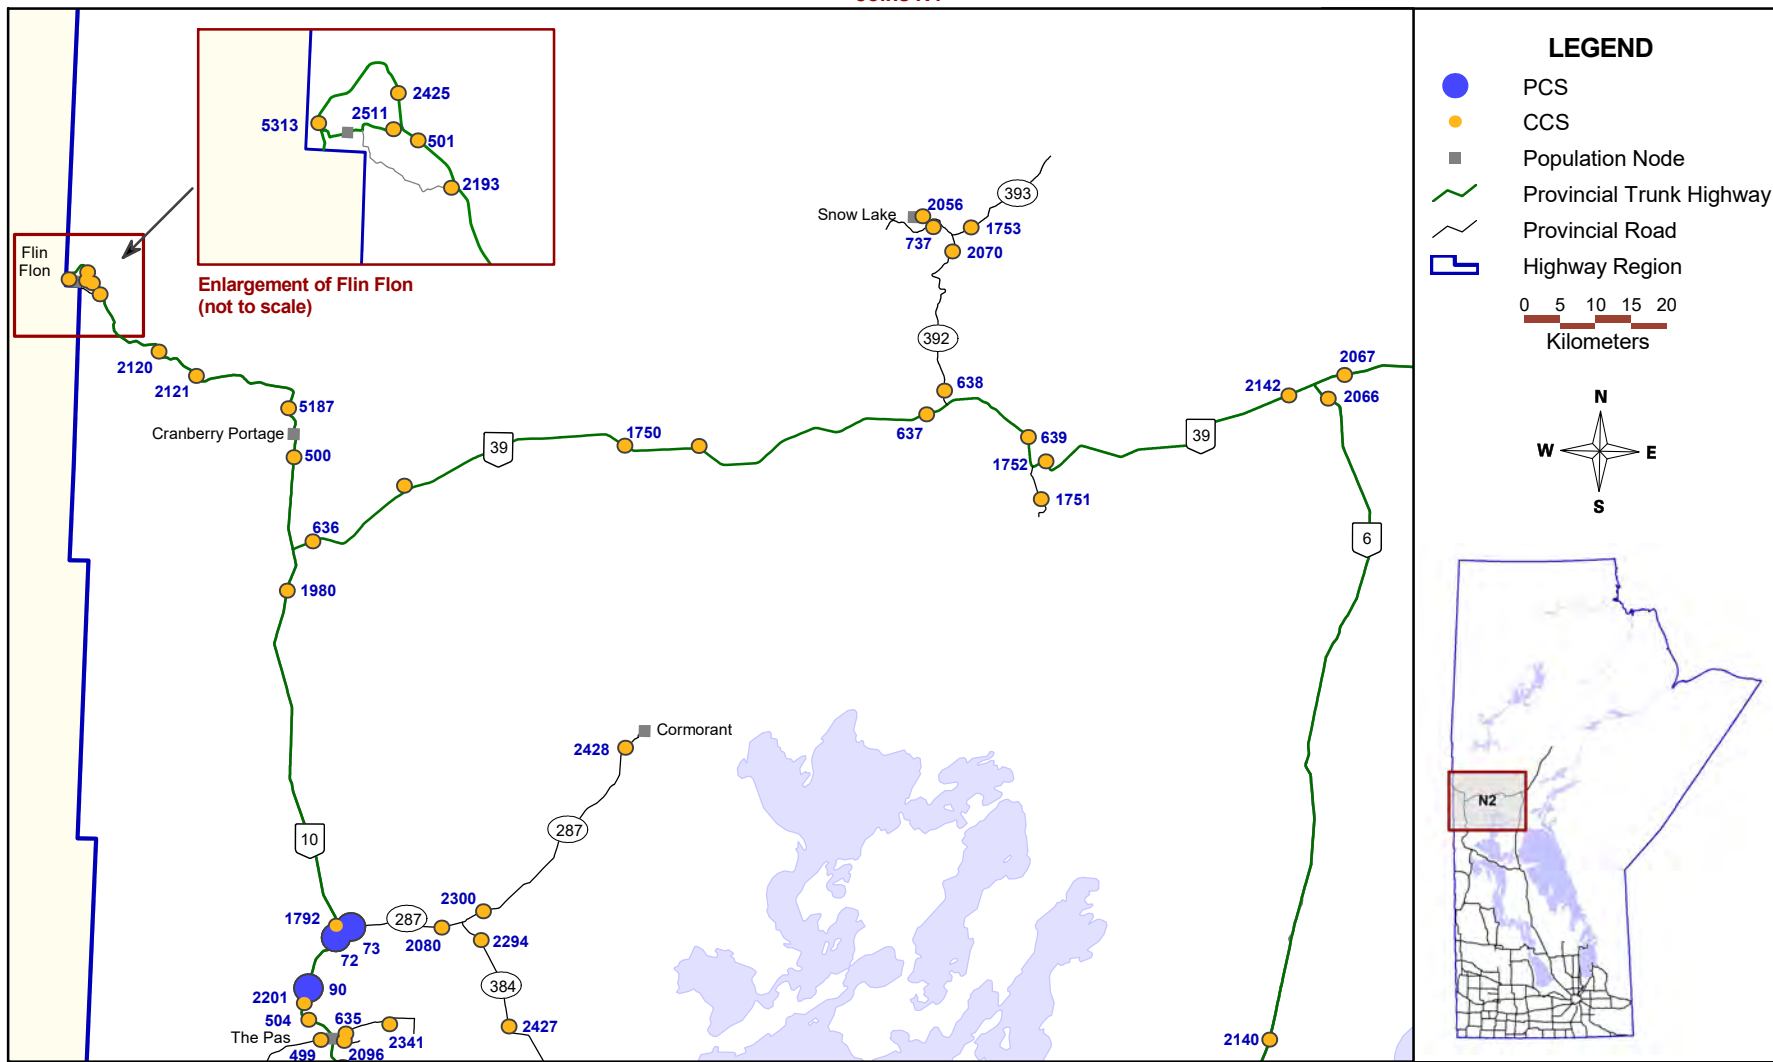 2425
2511
5313
501
2193
Enlargement of Flin Flon
(not to scale)
Flin
Flon
2120
2121
5187
Cranberry Portage
500
636
1980
39
1750
Snow Lake
2056
737
1753
2070
393
392
638
637
639
1752
1751
39
2142
2067
2066
6
Cormorant
2428
287
10
1792
287
73
72
2080
2300
2294
384
2427
90
2201
504
635
The Pas
499
2096
2341
2140
LEGEND
PCS
CCS
Population Node
Provincial Trunk Highway
Provincial Road
Highway Region
0 5 10 15 20
Kilometers
N
W E
S
N2